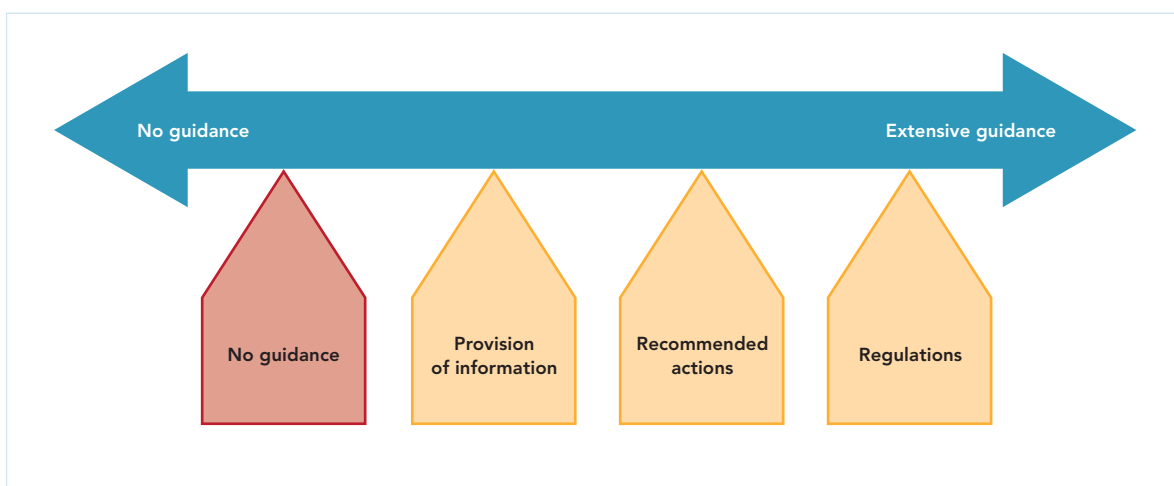 No guidance
Extensive guidance
No guidance
Provision
of information
Recommended
actions
Regulations